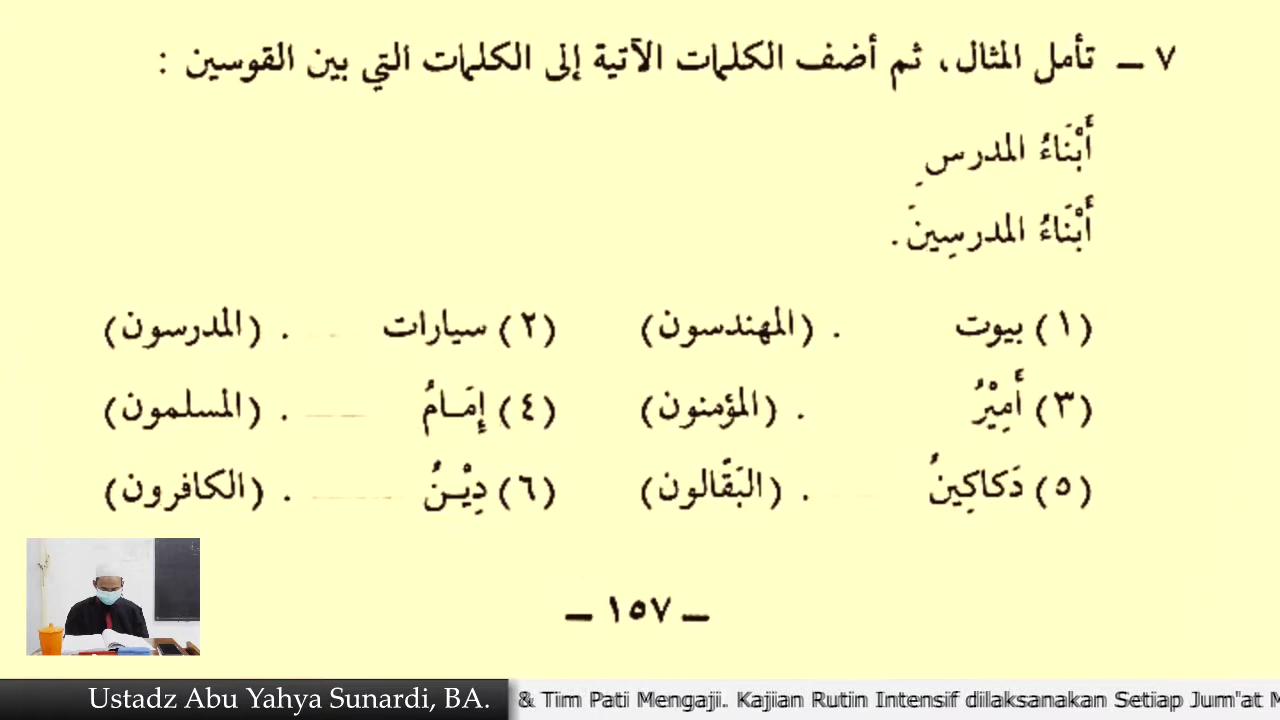 ٧ ــ تأمل المثال، ثم أضف الكلمات الآتية إلى الكلمات التي بين القوسين :
أَبْنَاءُ المدرسِ
أَبْنَاءُ المدرسِينَ .
(١) بيوت . (المهندسون) (٢) سيارات . (المدرسون)
(٣) أَمِيْرُ . (المؤمنون) (٤) إِمَـامُ . (المسلمون)
(٥) دَكاكِينُ . (البَقَّالون) (٦) دِيْـنُ . (الكافرون)
ــ ١٥٧ ــ
Ustadz Abu Yahya Sunardi, BA. & Tim Pati Mengaji. Kajian Rutin Intensif dilaksanakan Setiap Jum"at M